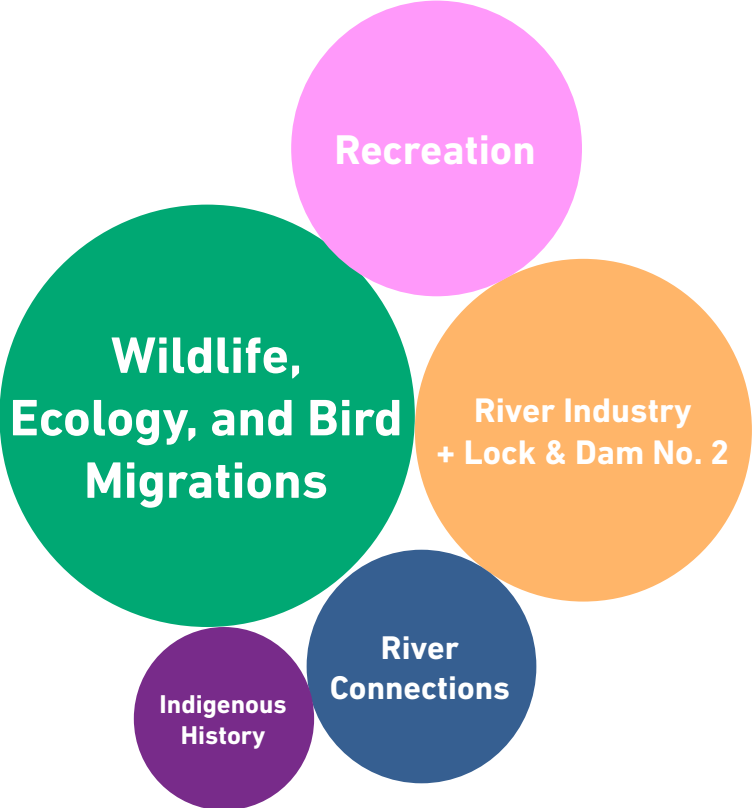 Recreation
Wildlife,
Ecology, and Bird
Migrations
River Industry
+ Lock & Dam No. 2
River
Connections
Indigenous
History